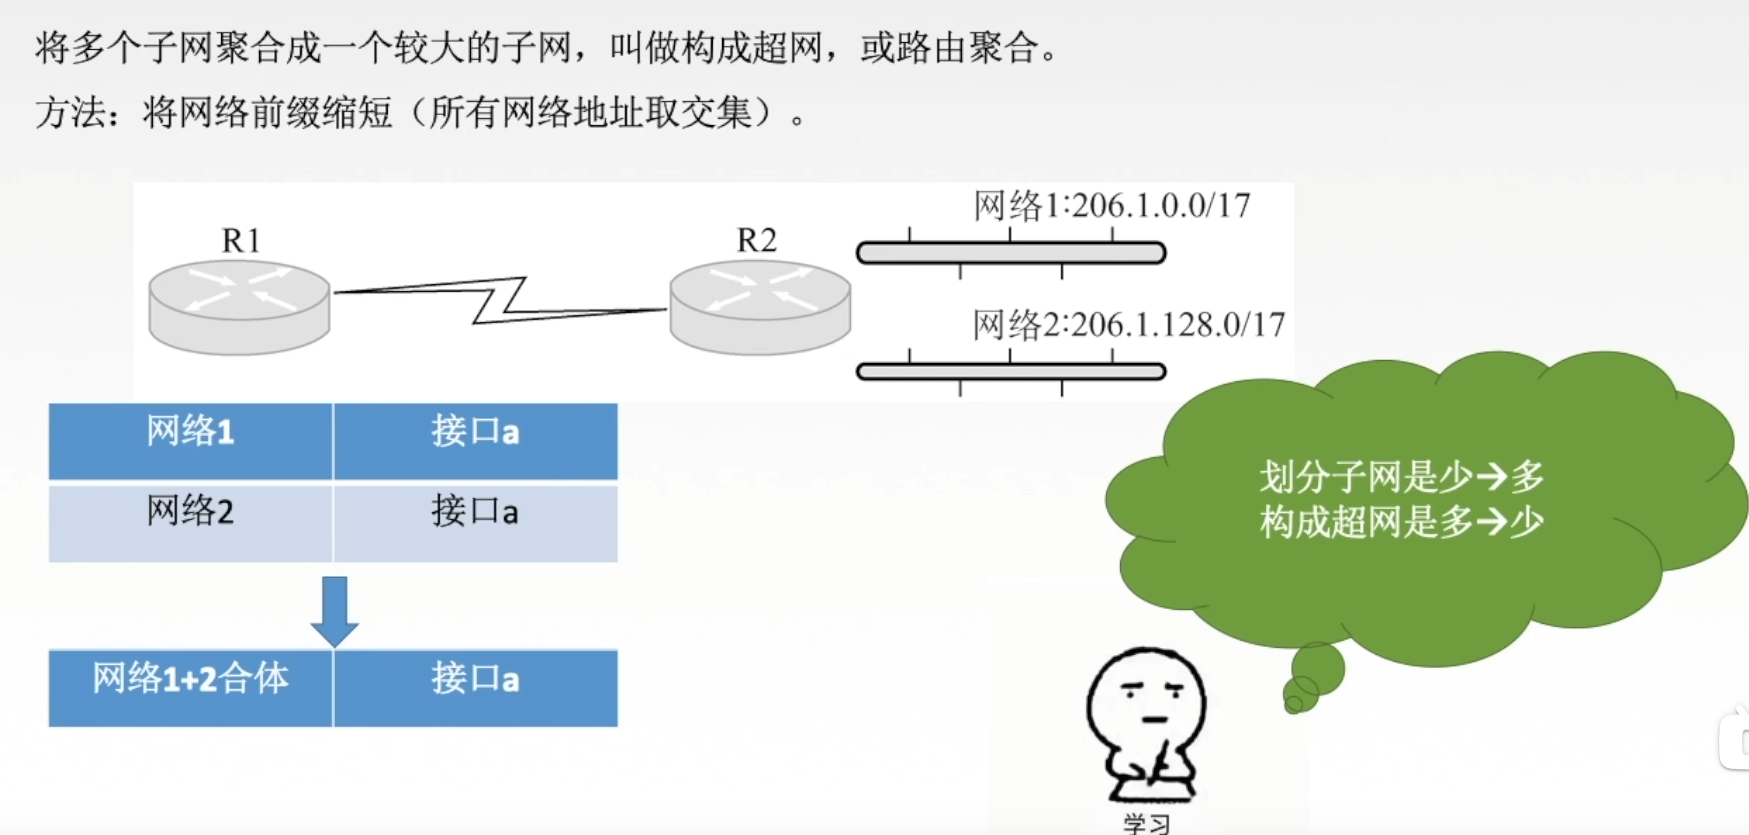 将多个子网聚合成一个较大的子网，叫做构成超网，或路由聚合。
方法：将网络前缀缩短（所有网络地址取交集）。
网络1:206.1.0.0/17
R1
R2
网络2:206.1.128.0/17
网络1
接口a
网络2
接口a
划分子网是少→多
构成超网是多→少
网络1+2合体
接口a
学习